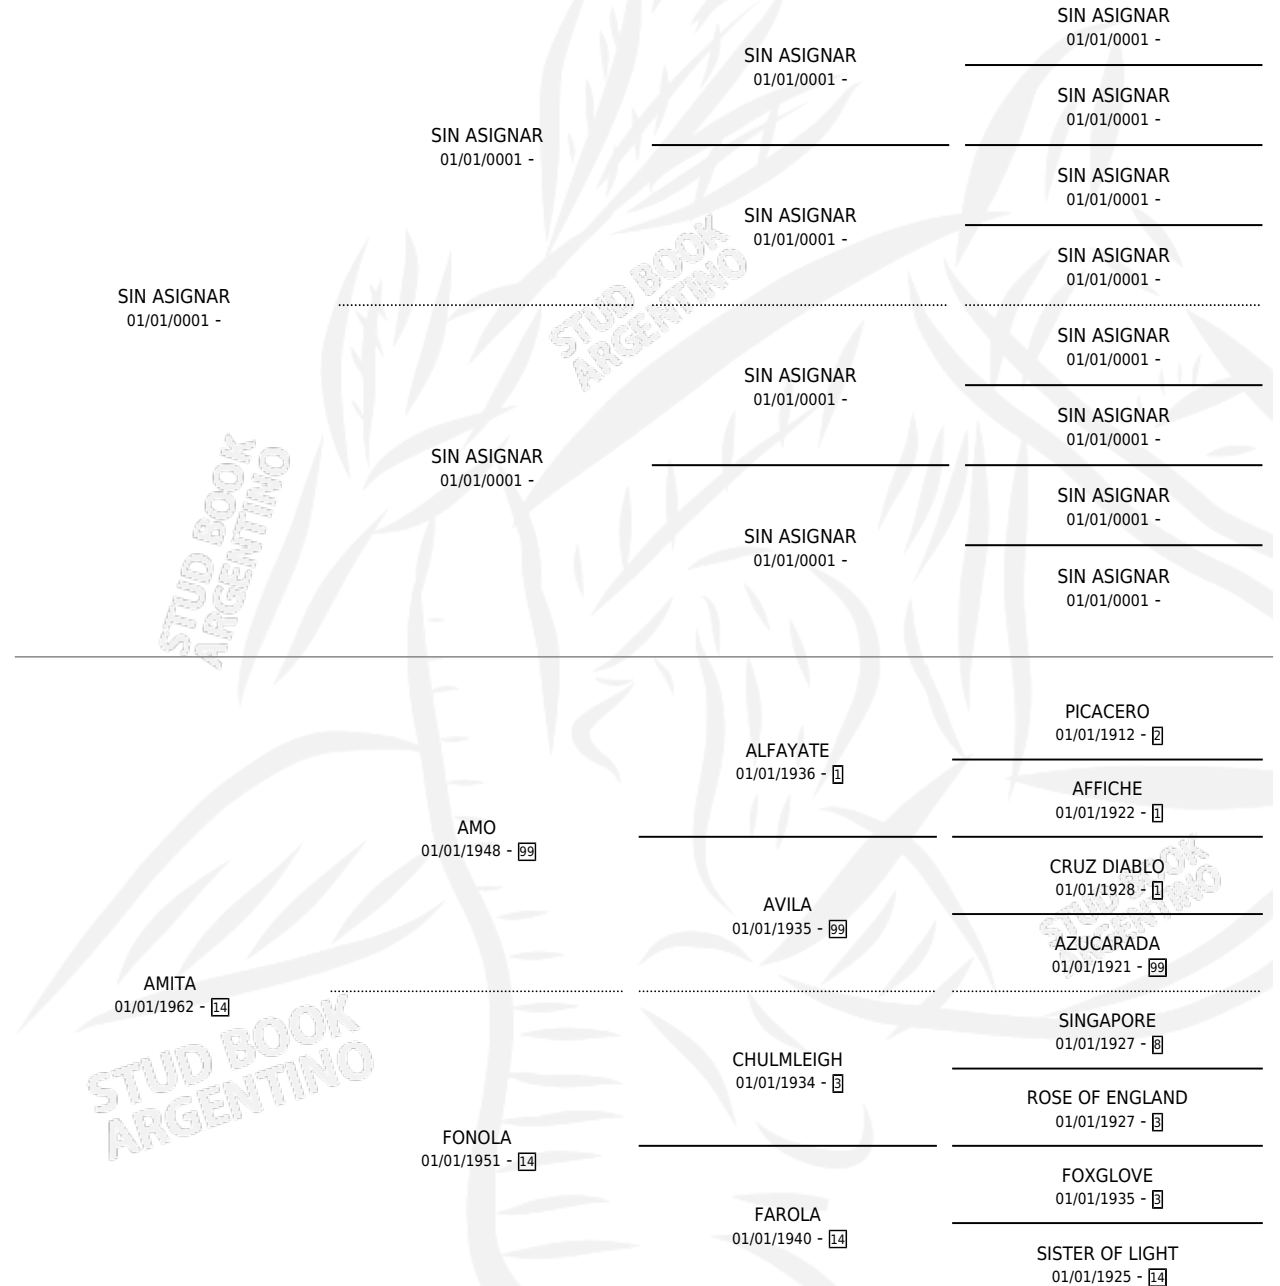 SIN ASIGNAR
01/01/0001 -
SIN ASIGNAR
01/01/0001 -
SIN ASIGNAR
01/01/0001 -
SIN ASIGNAR
01/01/0001 -
SIN ASIGNAR
01/01/0001 -
SIN ASIGNAR
01/01/0001 -
SIN ASIGNAR
01/01/0001 -
SIN ASIGNAR
01/01/0001 -
SIN ASIGNAR
01/01/0001 -
SIN ASIGNAR
01/01/0001 -
SIN ASIGNAR
01/01/0001 -
SIN ASIGNAR
01/01/0001 -
SIN ASIGNAR
01/01/0001 -
SIN ASIGNAR
01/01/0001 -
SIN ASIGNAR
01/01/0001 -
STUD BOOK
ARGENTINO
STUD BOOK
ARGENTINO
PICACERO
01/01/1912 - 2
ALFAYATE
01/01/1936 - 1
AFFICHE
01/01/1922 - 1
AMO
01/01/1948 - 99
CRUZ DIABLO
01/01/1928 - 1
AVILA
01/01/1935 - 99
AZUCARADA
01/01/1921 - 99
STUD BOOK
ARGENTINO
AMITA
01/01/1962 - 14
SINGAPORE
01/01/1927 - 8
CHULMLEIGH
01/01/1934 - 3
ROSE OF ENGLAND
01/01/1927 - 3
STUD BOOK
ARGENTINO
FONOLA
01/01/1951 - 14
FOXGLOVE
01/01/1935 - 3
FAROLA
01/01/1940 - 14
SISTER OF LIGHT
01/01/1925 - 14